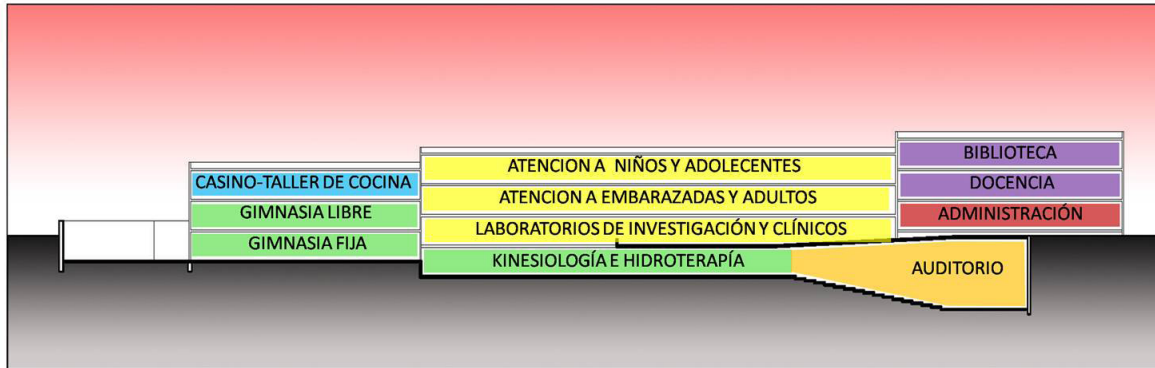 CASINO-TALLER DE COCINA
GIMNASIA LIBRE
GIMNASIA FIJA
ATENCION A  NIÑOS Y ADOLECENTES
ATENCION A EMBARAZADAS Y ADULTOS
LABORATORIOS DE INVESTIGACIÓN Y CLÍNICOS
KINESIOLOGÍA E HIDROTERAPÍA
BIBLIOTECA
DOCENCIA
ADMINISTRACIÓN
AUDITORIO